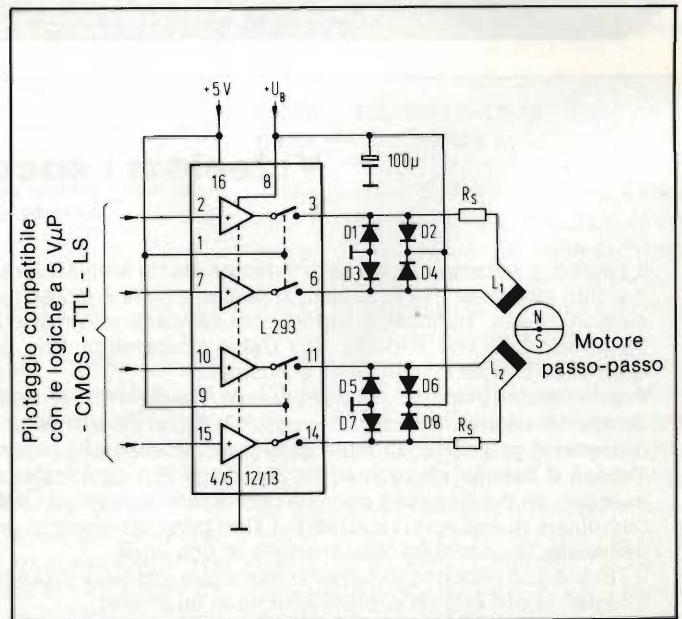 +5V
+U_B
100µ
16
8
2
3
1
7
6
L 293
10
11
9
15
14
4/5
12/13
D1
D2
D3
D4
D5
D6
D7
D8
R_S
L₁
N
S
L₂
R_S
Motore
passo-passo
Pilotaggio compatibile
con le logiche a 5 VµP
CMOS - TTL - LS